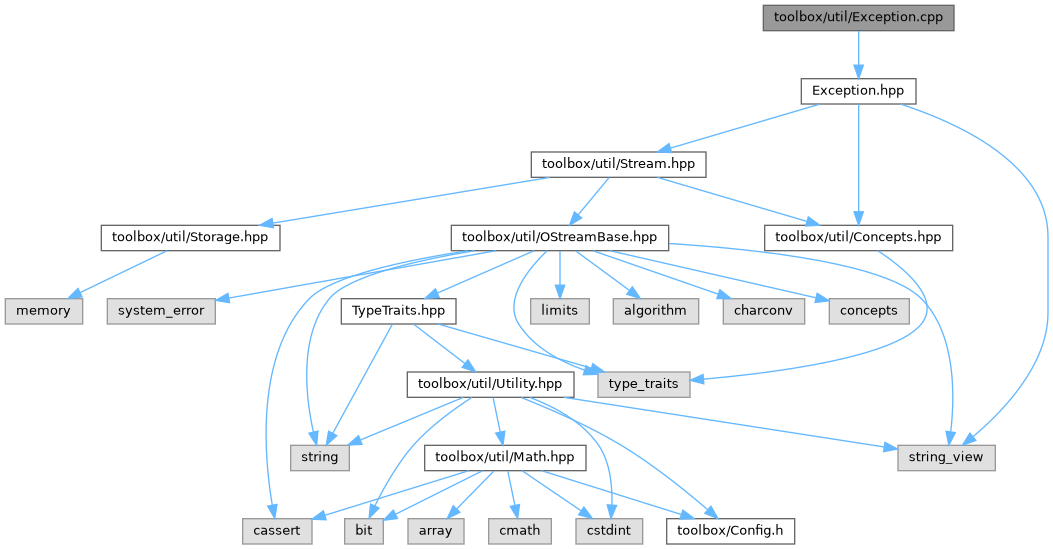 toolbox/util/Exception.cpp
Exception.hpp
toolbox/util/Stream.hpp
toolbox/util/Storage.hpp
toolbox/util/OStreamBase.hpp
toolbox/util/Concepts.hpp
memory
system_error
TypeTraits.hpp
limits
algorithm
charconv
concepts
toolbox/util/Utility.hpp
type_traits
string
toolbox/util/Math.hpp
string_view
cassert
bit
array
cmath
cstdint
toolbox/Config.h